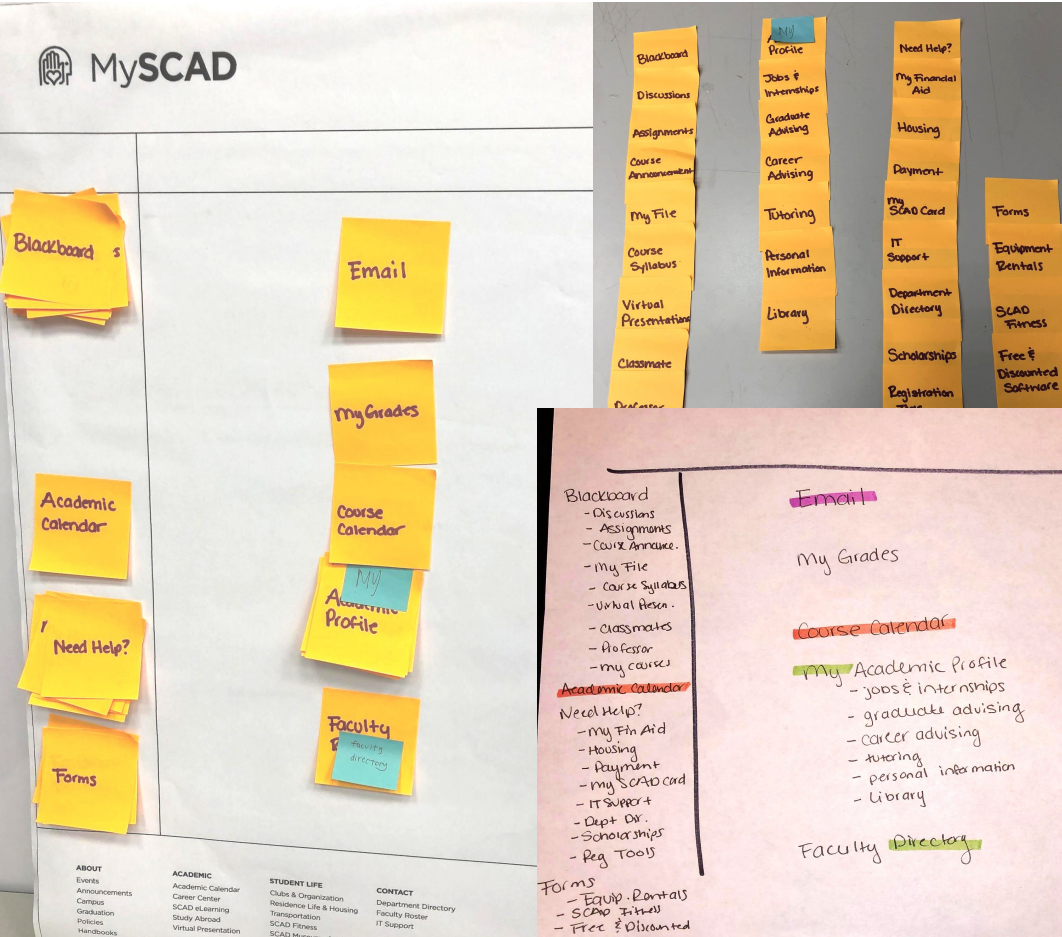 MySCAD
Blackboard s
Email
My Grades
Academic
Calendar
Course
Calendar
My
Academic
Profile
Need Help?
Faculty
faculty
directory
Forms
ABOUT
Events
Announcements
Campus
Graduation
Policies
Handbooks
ACADEMIC
Academic Calendar
Career Center
SCAD eLearning
Study Abroad
Virtual Presentation
STUDENT LIFE
Clubs & Organization
Residence Life & Housing
Transportation
SCAD Fitness
CONTACT
Department Directory
Faculty Roster
IT Support
Blackboard
Discussions
Assignments
Course
Announcement
My File
Course
Syllabus
Virtual
Presentations
Classmate
My
Profile
Jobs &
Internships
Graduate
Advising
Career
Advising
Tutoring
Personal
Information
Library
Need Help?
My Financial
Aid
Housing
Payment
My
SCAD Card
IT
Support
Department
Directory
Scholarships
Registration
Forms
Equipment
Rentals
SCAD
Fitness
Free &
Discounted
Software
Blackboard
- Discussions
- Assignments
- Course Announce.
- My File
- Course Syllabus
- Virtual Presen.
- Classmates
- Professor
- my courses
Academic Calendar
Need Help?
- My Fin Aid
- Housing
- Payment
- My SCAD card
- IT Support
- Dept Dir.
- Scholarships
- Reg Tools
Forms
- Equip. Rentals
- SCAD Fitness
- Free & Discounted
Email
My Grades
Course Calendar
My Academic Profile
- jobs & internships
- graduate advising
- career advising
- tutoring
- personal information
- Library
Faculty Directory